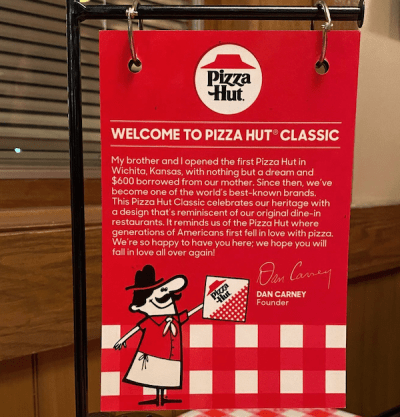 Pizza
Hut®
WELCOME TO PIZZA HUT® CLASSIC
My brother and I opened the first Pizza Hut in
Wichita, Kansas, with nothing but a dream and
$600 borrowed from our mother. Since then, we've
become one of the world's best-known brands.
This Pizza Hut Classic celebrates our heritage with
a design that's reminiscent of our original dine-in
restaurants. It reminds us of the Pizza Hut where
generations of Americans first fell in love with pizza.
We're so happy to have you here; we hope you will
fall in love all over again!
Dan Carney
DAN CARNEY
Founder
Pizza
Hut